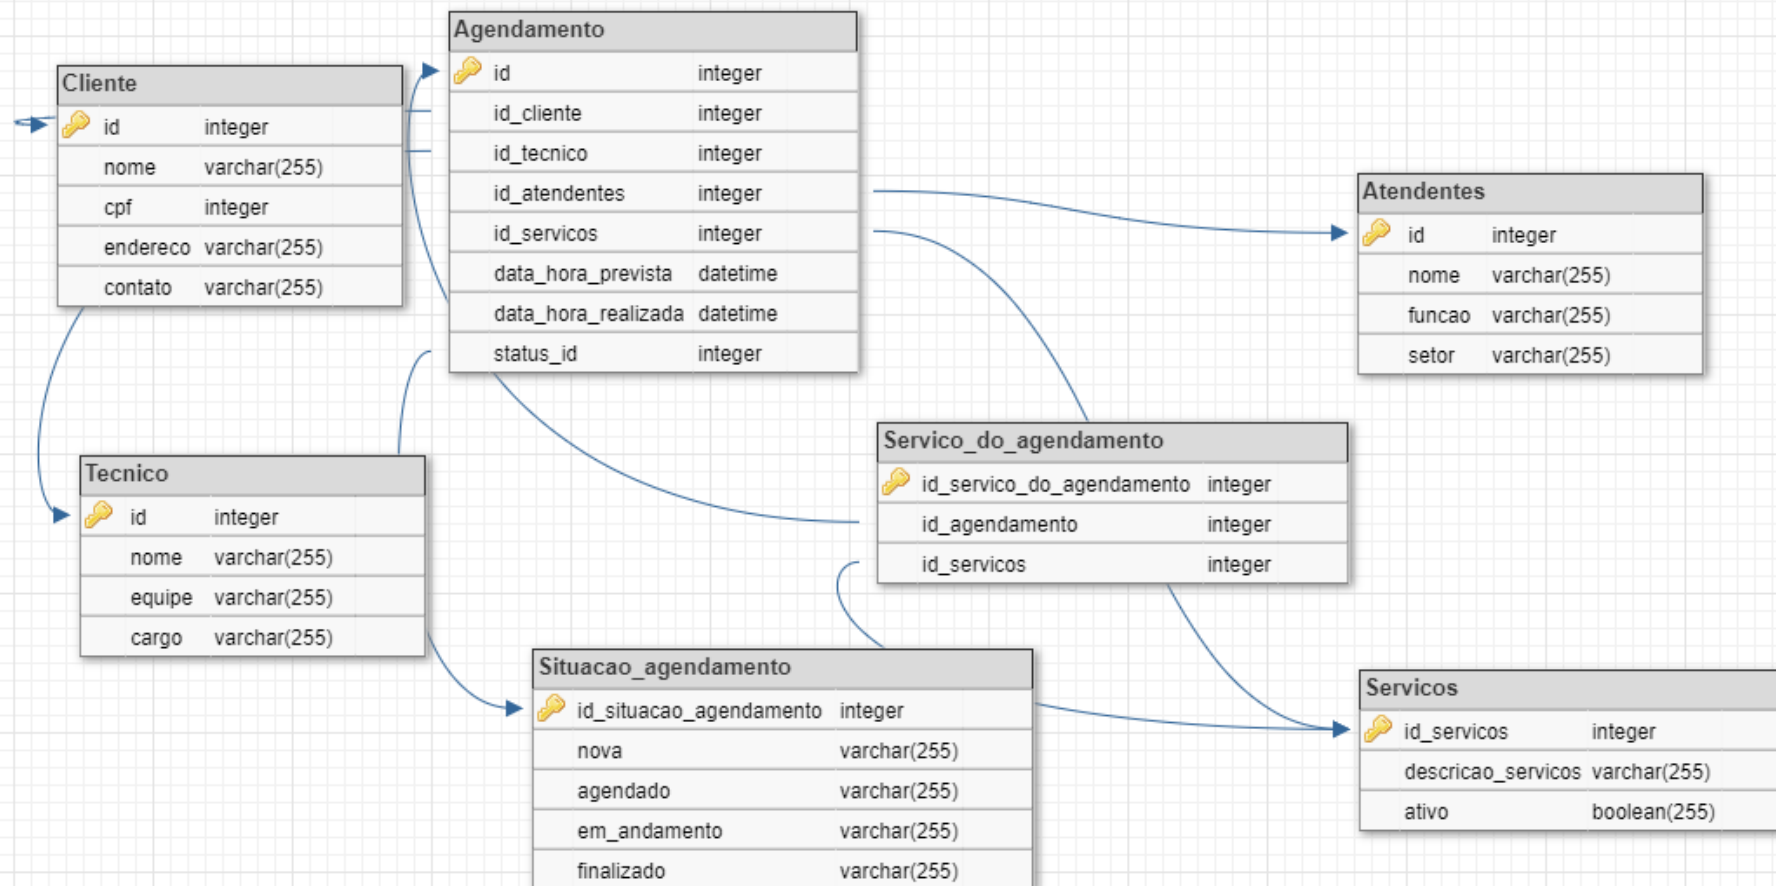 Agendamento
id integer
id_cliente integer
id_tecnico integer
id_atendentes integer
id_servicos integer
data_hora_prevista datetime
data_hora_realizada datetime
status_id integer
Cliente
id integer
nome varchar(255)
cpf integer
endereco varchar(255)
contato varchar(255)
Atendentes
id integer
nome varchar(255)
funcao varchar(255)
setor varchar(255)
Servico_do_agendamento
id_servico_do_agendamento integer
id_agendamento integer
id_servicos integer
Tecnico
id integer
nome varchar(255)
equipe varchar(255)
cargo varchar(255)
Situacao_agendamento
id_situacao_agendamento integer
nova varchar(255)
agendado varchar(255)
em_andamento varchar(255)
finalizado varchar(255)
Servicos
id_servicos integer
descricao_servicos varchar(255)
ativo boolean(255)